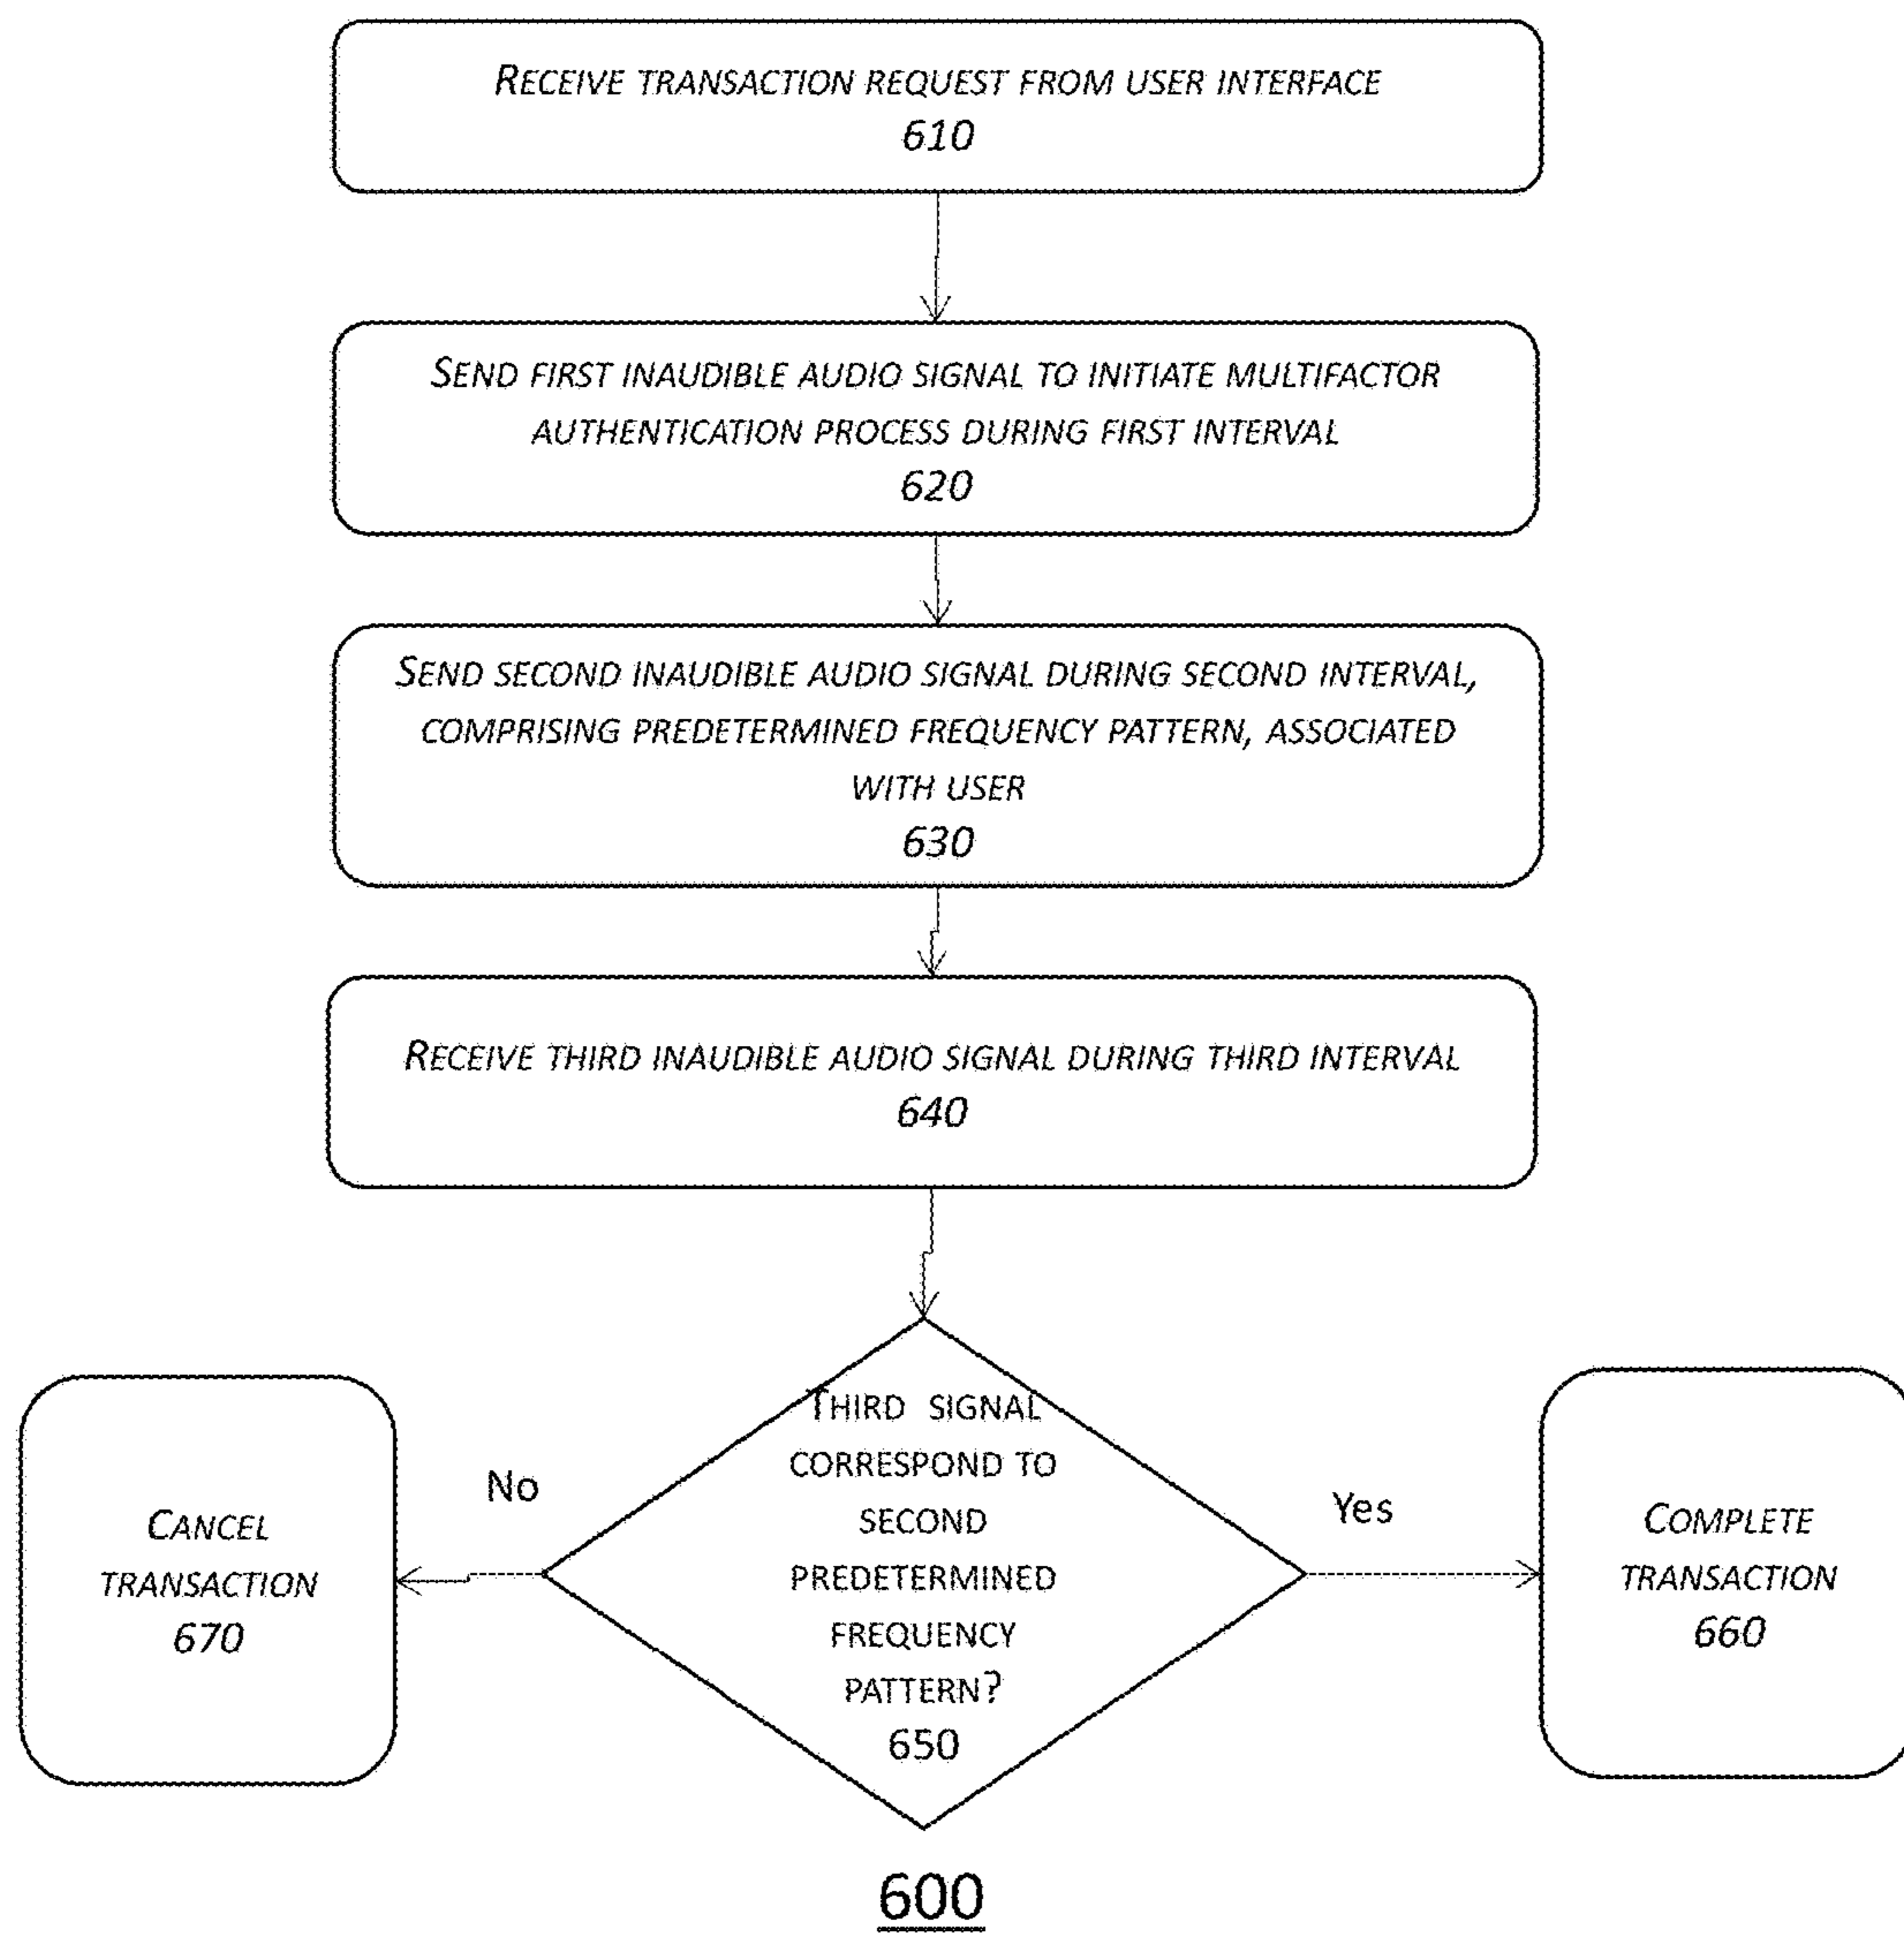 RECEIVE TRANSACTION REQUEST FROM USER INTERFACE
610
SEND FIRST INAUDIBLE AUDIO SIGNAL TO INITIATE MULTIFACTOR
AUTHENTICATION PROCESS DURING FIRST INTERVAL
620
SEND SECOND INAUDIBLE AUDIO SIGNAL DURING SECOND INTERVAL,
COMPRISING PREDETERMINED FREQUENCY PATTERN, ASSOCIATED
WITH USER
630
RECEIVE THIRD INAUDIBLE AUDIO SIGNAL DURING THIRD INTERVAL
640
THIRD SIGNAL
CORRESPOND TO
SECOND
PREDETERMINED
FREQUENCY
PATTERN?
650
No
CANCEL
TRANSACTION
670
Yes
COMPLETE
TRANSACTION
660
600